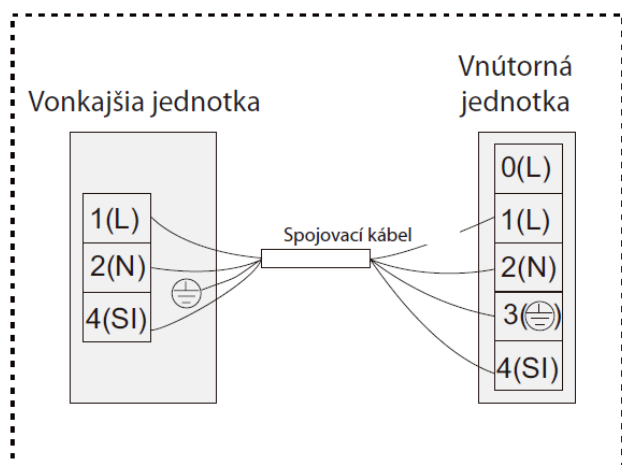 Vonkajšia jednotka
Vnútorná
jednotka
1(L)
2(N)
4(SI)
Spojovací kábel
0(L)
1(L)
2(N)
3(⏚)
4(SI)